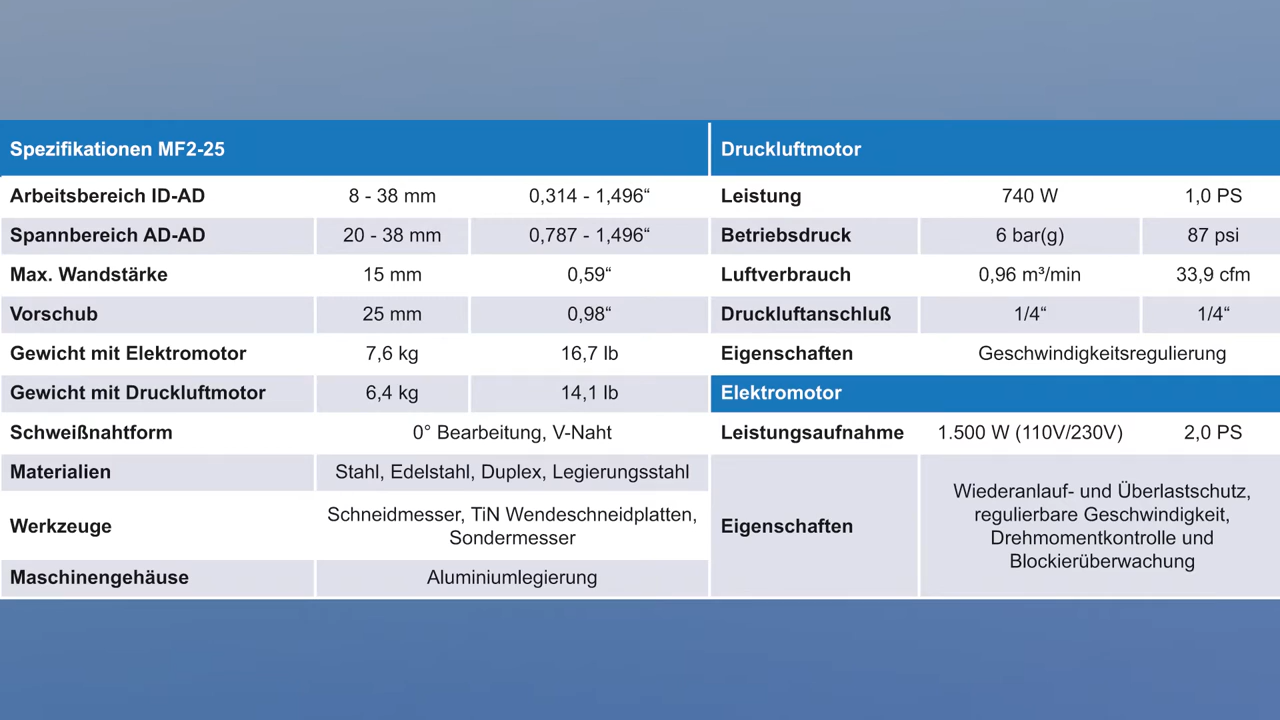 Spezifikationen MF2-25
Arbeitsbereich ID-AD 8 - 38 mm 0,314 - 1,496“
Spannbereich AD-AD 20 - 38 mm 0,787 - 1,496“
Max. Wandstärke 15 mm 0,59“
Vorschub 25 mm 0,98“
Gewicht mit Elektromotor 7,6 kg 16,7 lb
Gewicht mit Druckluftmotor 6,4 kg 14,1 lb
Schweißnahtform 0° Bearbeitung, V-Naht
Materialien Stahl, Edelstahl, Duplex, Legierungsstahl
Werkzeuge Schneidmesser, TiN Wendeschneidplatten,
Sondermesser
Maschinengehäuse Aluminiumlegierung
Druckluftmotor
Leistung 740 W 1,0 PS
Betriebsdruck 6 bar(g) 87 psi
Luftverbrauch 0,96 m³/min 33,9 cfm
Druckluftanschluß 1/4“ 1/4“
Eigenschaften Geschwindigkeitsregulierung
Elektromotor
Leistungsaufnahme 1.500 W (110V/230V) 2,0 PS
Eigenschaften
Wiederanlauf- und Überlastschutz,
regulierbare Geschwindigkeit,
Drehmomentkontrolle und
Blockierüberwachung